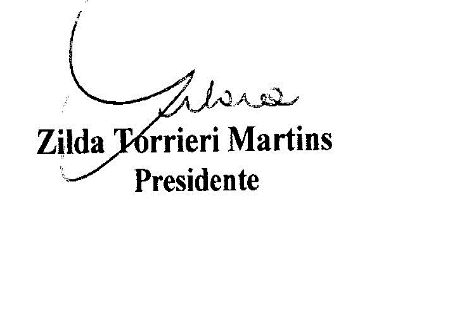 Zilda Torrieri Martins
Presidente